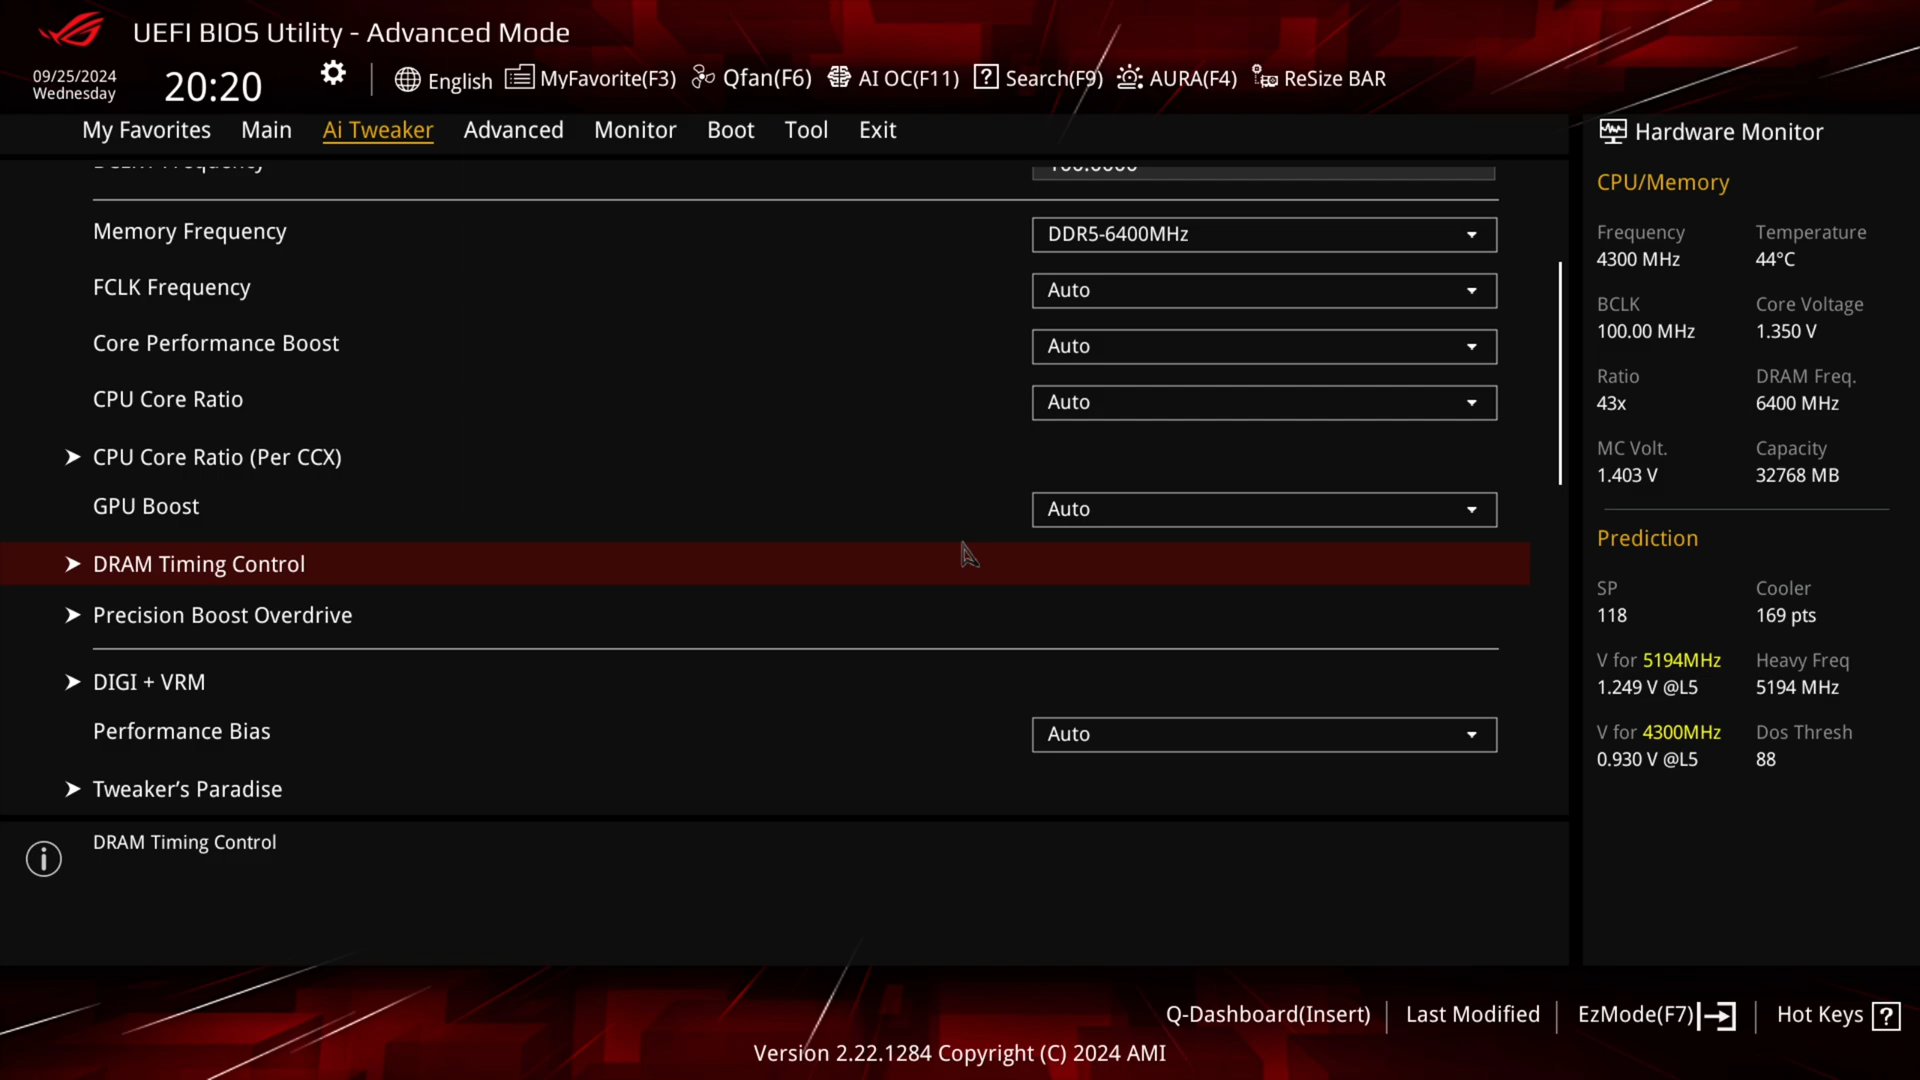 UEFI BIOS Utility - Advanced Mode
09/25/2024
Wednesday
20:20
English
MyFavorite(F3)
Qfan(F6)
AI OC(F11)
Search(F9)
AURA(F4)
ReSize BAR
My Favorites
Main
Ai Tweaker
Advanced
Monitor
Boot
Tool
Exit
Memory Frequency
DDR5-6400MHz
FCLK Frequency
Auto
Core Performance Boost
Auto
CPU Core Ratio
Auto
CPU Core Ratio (Per CCX)
GPU Boost
Auto
DRAM Timing Control
Precision Boost Overdrive
DIGI + VRM
Performance Bias
Auto
Tweaker's Paradise
DRAM Timing Control
Hardware Monitor
CPU/Memory
Frequency Temperature
4300 MHz 44°C
BCLK Core Voltage
100.00 MHz 1.350 V
Ratio DRAM Freq.
43x 6400 MHz
MC Volt. Capacity
1.403 V 32768 MB
Prediction
SP Cooler
118 169 pts
V for 5194MHz Heavy Freq
1.249 V @L5 5194 MHz
V for 4300MHz Dos Thresh
0.930 V @L5 88
Q-Dashboard(Insert)
Last Modified
EzMode(F7)
Hot Keys ?
Version 2.22.1284 Copyright (C) 2024 AMI